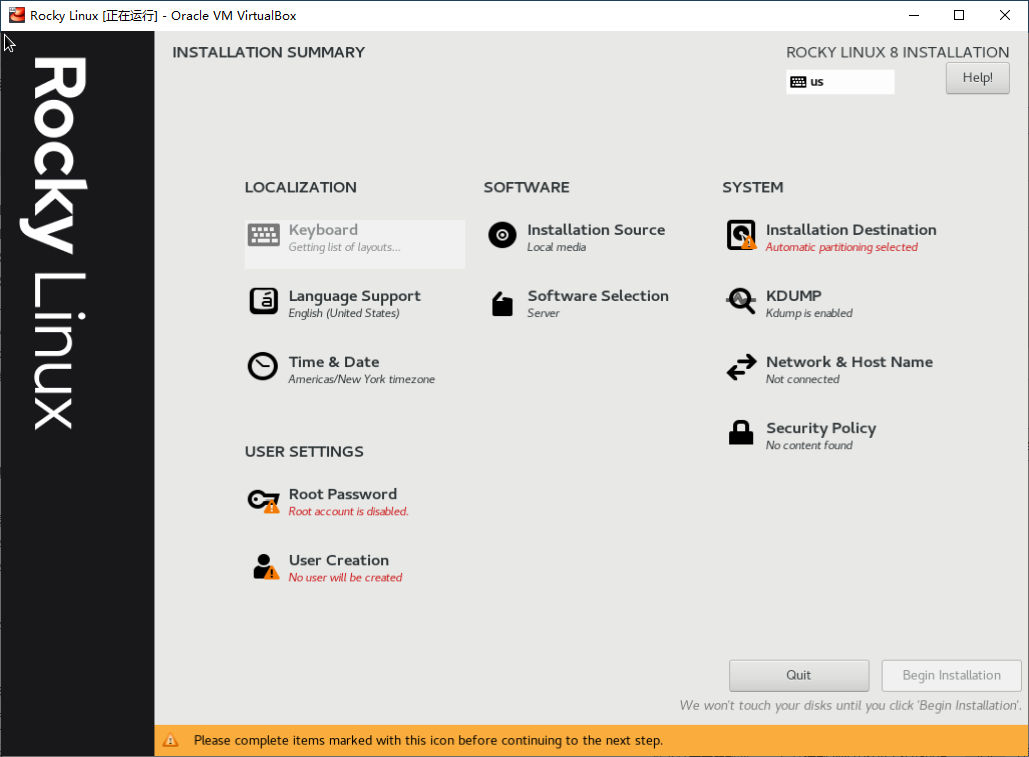 Rocky Linux [正在运行] - Oracle VM VirtualBox
Rocky Linux
INSTALLATION SUMMARY
ROCKY LINUX 8 INSTALLATION
us
Help!
LOCALIZATION
Keyboard
Getting list of layouts...
Language Support
English (United States)
Time & Date
Americas/New York timezone
SOFTWARE
Installation Source
Local media
Software Selection
Server
SYSTEM
Installation Destination
Automatic partitioning selected
KDUMP
Kdump is enabled
Network & Host Name
Not connected
Security Policy
No content found
USER SETTINGS
Root Password
Root account is disabled.
User Creation
No user will be created
Quit
Begin Installation
We won't touch your disks until you click 'Begin Installation'.
Please complete items marked with this icon before continuing to the next step.